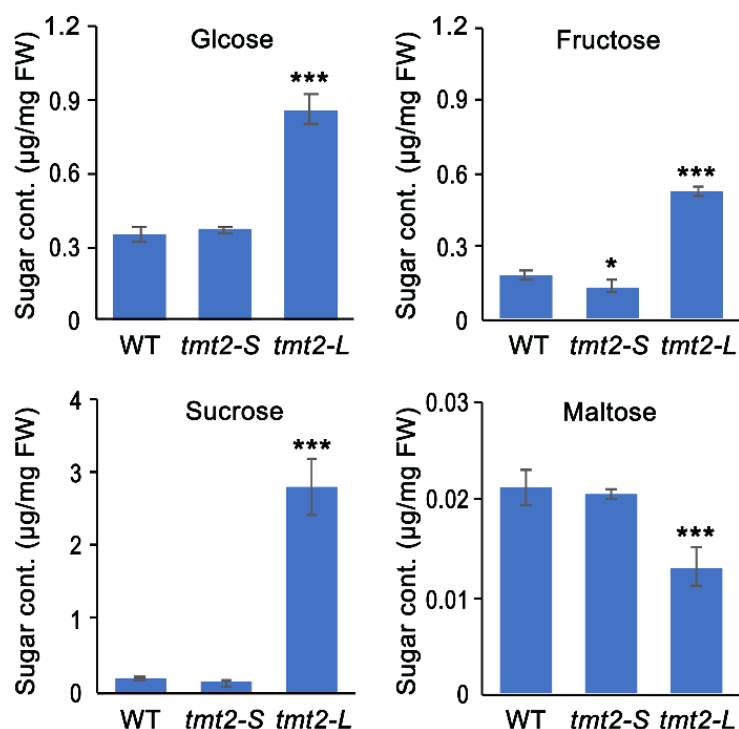 Glcose
Sugar cont. (µg/mg FW)
1.2
0.9
0.6
0.3
0
***
WT tmt2-S tmt2-L
Fructose
Sugar cont. (µg/mg FW)
1.2
0.9
0.6
0.3
0
*
***
WT tmt2-S tmt2-L
Sucrose
Sugar cont. (µg/mg FW)
4
3
2
1
0
***
WT tmt2-S tmt2-L
Maltose
Sugar cont. (µg/mg FW)
0.03
0.02
0.01
0
***
WT tmt2-S tmt2-L